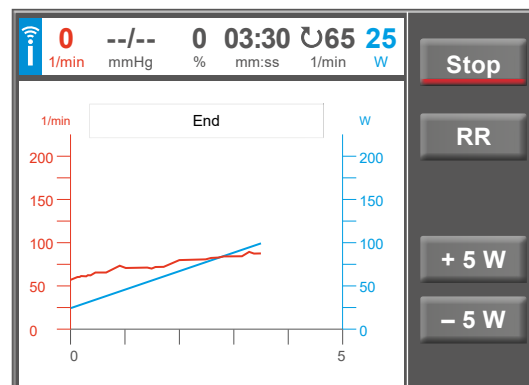 0 --/-- 0 03:30 ↻65 25
1/min mmHg % mm:ss 1/min W
Stop
RR
+ 5 W
– 5 W
1/min End W
200 200
150 150
100 100
50 50
0 0
0 5